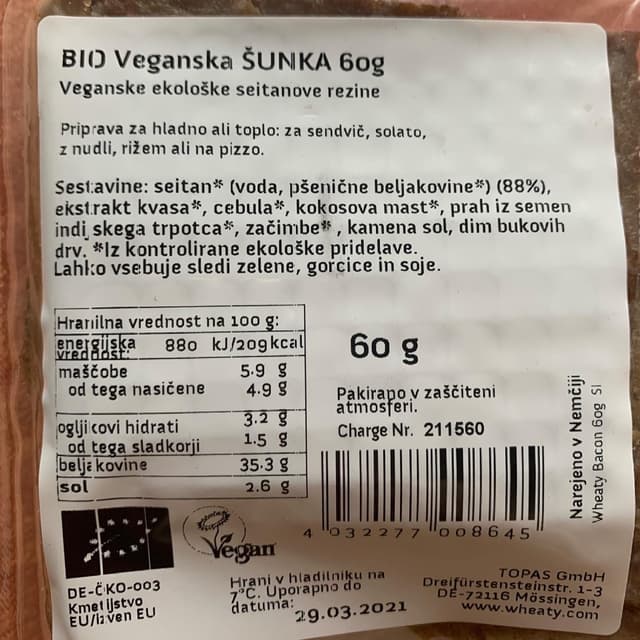 BIO Veganska ŠUNKA 60g
Veganske ekološke seitanove rezine
Priprava za hladno ali toplo: za sendvič, solato,
z nudli, rižem ali na pizzo.
Sestavine: seitan* (voda, pšenične beljakovine*) (88%),
ekstrakt kvasa*, cebula*, kokosova mast*, prah iz semen
indijskega trpotca*, začimbe*, kamena sol, dim bukovih
drv. *Iz kontrolirane ekološke pridelave.
Lahko vsebuje sledi zelene, gorcice in soje.
Hranilna vrednost na 100 g:
energijska vrednost: 880 kJ/209kcal
maščobe 5.9 g
od tega nasičene 4.9 g
ogljikovi hidrati 3.2 g
od tega sladkorji 1.5 g
beljakovine 35.3 g
sol 2.6 g
60 g
Pakirano v zaščiteni
atmosferi.
Charge Nr. 211560
4 032277 008645
Narejeno v Nemčiji
Wheaty Bacon 60g SI
Vegan
DE-ÖKO-003
Kmetijstvo
EU/izven EU
Hrani v hladilniku na
7°C. Uporapno do
datuma:
29.03.2021
TOPAS GmbH
Dreifürstensteinstr. 1-3
DE-72116 Mössingen,
www.wheaty.com